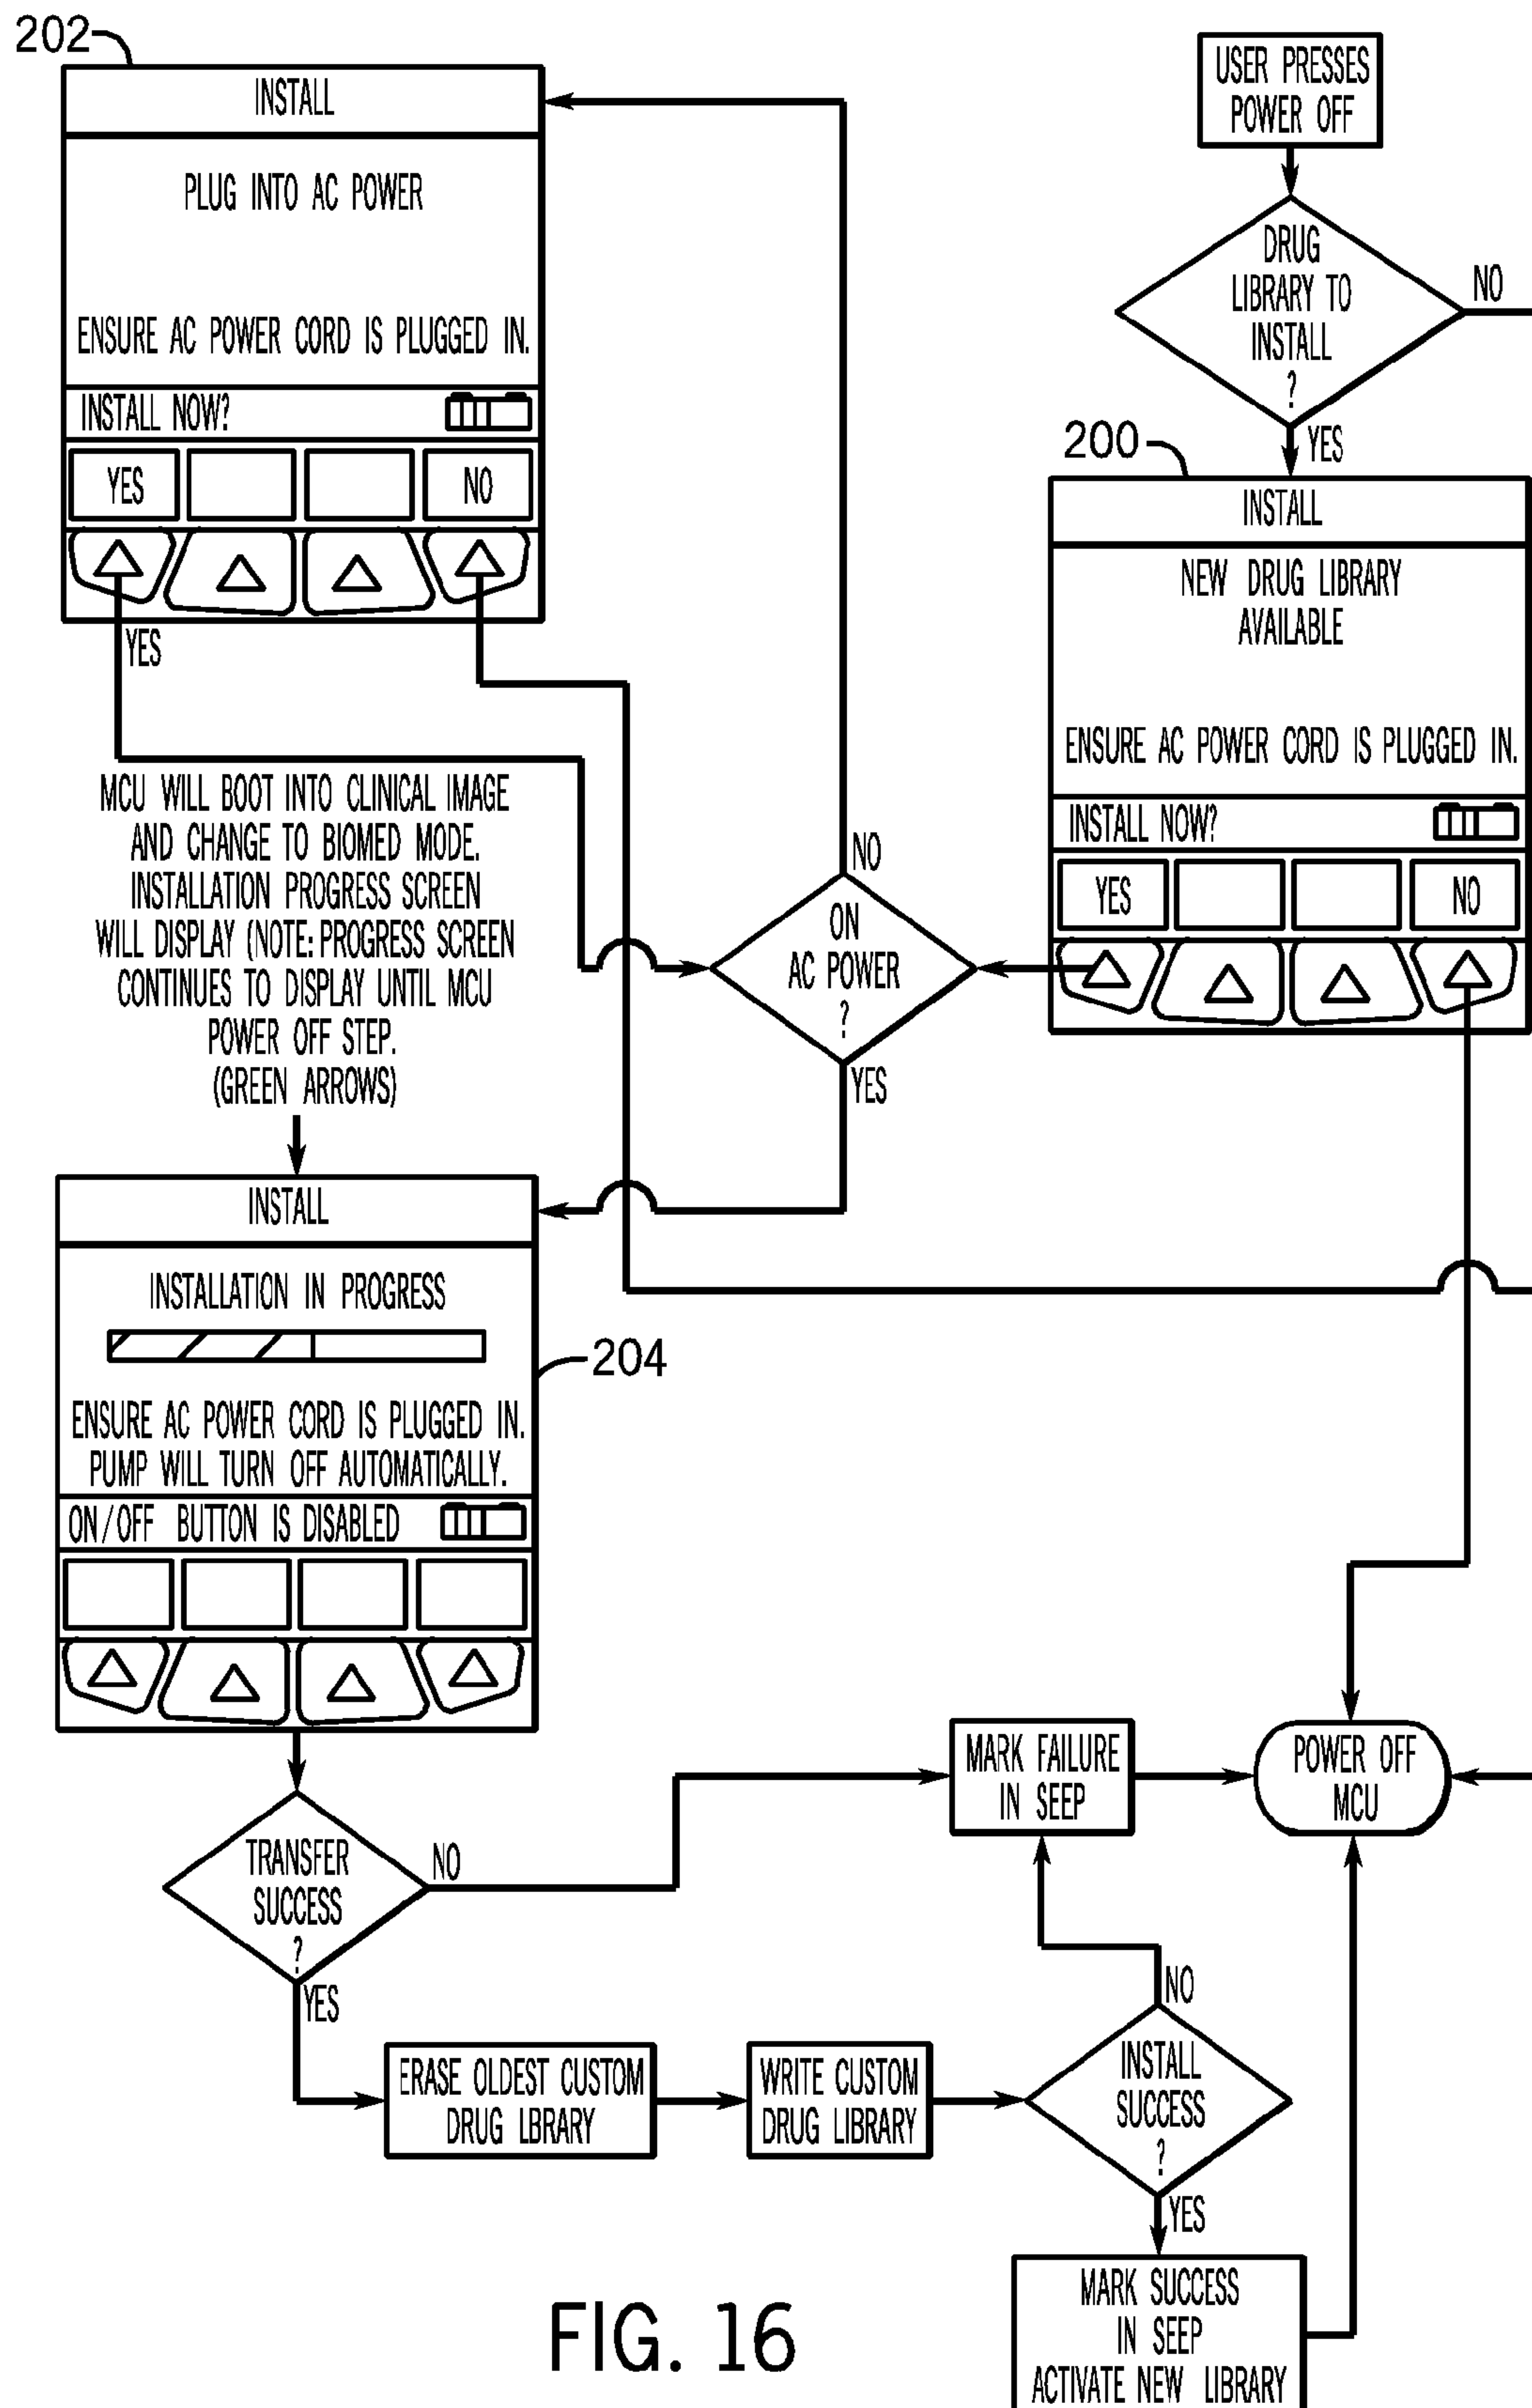 202
INSTALL
PLUG INTO AC POWER
ENSURE AC POWER CORD IS PLUGGED IN.
INSTALL NOW?
YES
NO
YES
USER PRESSES
POWER OFF
DRUG
LIBRARY TO
INSTALL
?
NO
YES
200
INSTALL
NEW DRUG LIBRARY
AVAILABLE
ENSURE AC POWER CORD IS PLUGGED IN.
INSTALL NOW?
YES
NO
NO
ON
AC POWER
?
YES
MCU WILL BOOT INTO CLINICAL IMAGE
AND CHANGE TO BIOMED MODE.
INSTALLATION PROGRESS SCREEN
WILL DISPLAY (NOTE: PROGRESS SCREEN
CONTINUES TO DISPLAY UNTIL MCU
POWER OFF STEP.
(GREEN ARROWS)
INSTALL
INSTALLATION IN PROGRESS
204
ENSURE AC POWER CORD IS PLUGGED IN.
PUMP WILL TURN OFF AUTOMATICALLY.
ON/OFF BUTTON IS DISABLED
TRANSFER
SUCCESS
?
NO
YES
MARK FAILURE
IN SEEP
POWER OFF
MCU
ERASE OLDEST CUSTOM
DRUG LBRARY
WRITE CUSTOM
DRUG LIBRARY
NO
INSTALL
SUCCESS
?
YES
MARK SUCCESS
IN SEEP
ACTIVATE NEW LIBRARY
FIG. 16